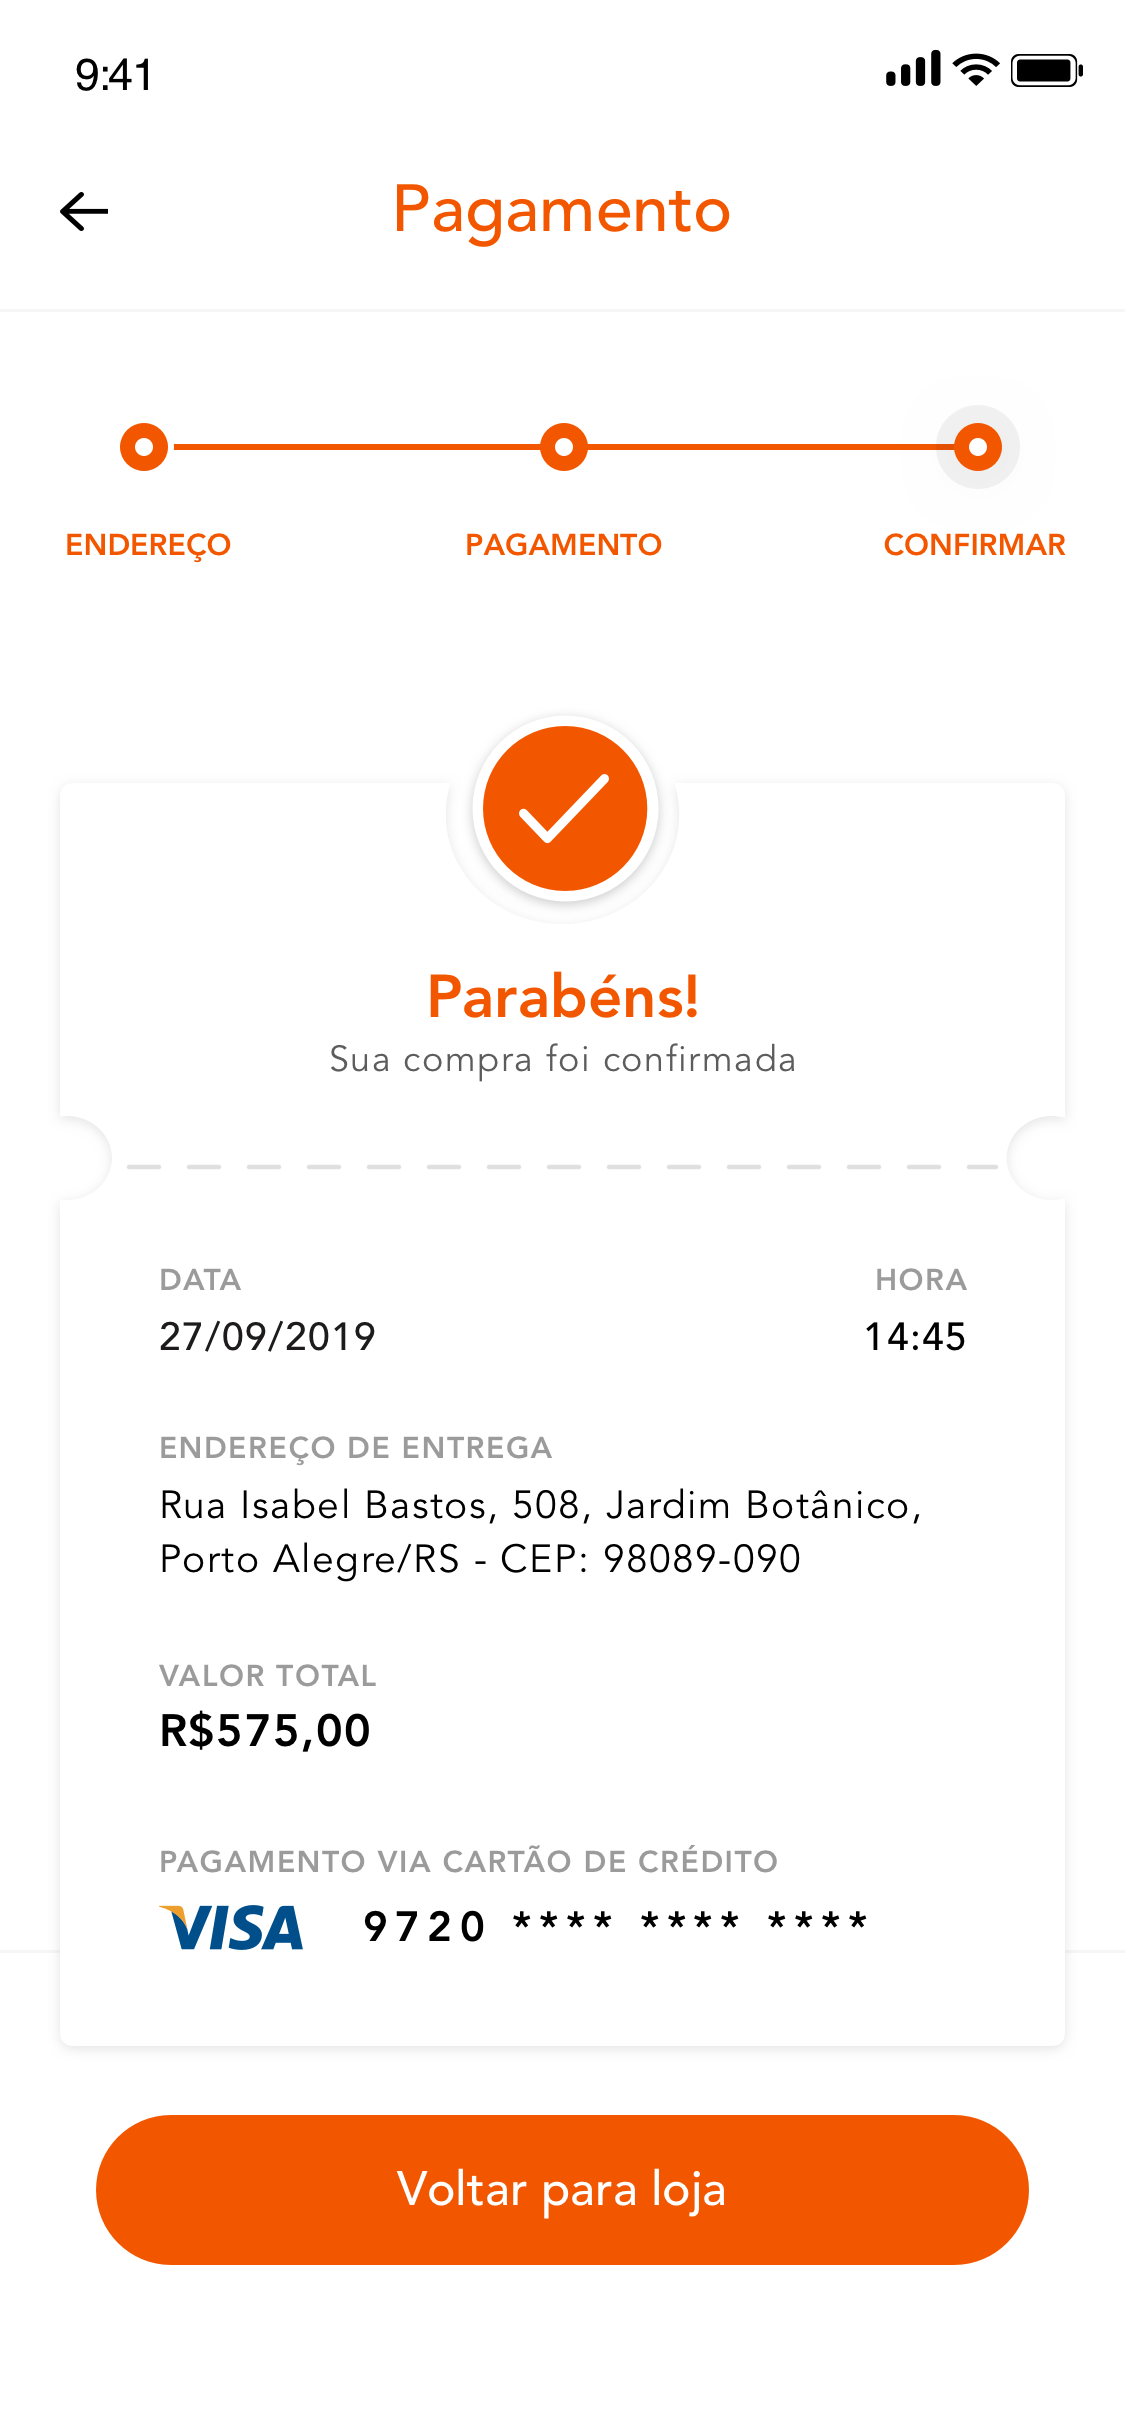 9:41
Pagamento
ENDEREÇO PAGAMENTO CONFIRMAR
Parabéns!
Sua compra foi confirmada
DATA HORA
27/09/2019 14:45
ENDEREÇO DE ENTREGA
Rua Isabel Bastos, 508, Jardim Botânico,
Porto Alegre/RS - CEP: 98089-090
VALOR TOTAL
R$575,00
PAGAMENTO VIA CARTÃO DE CRÉDITO
VISA 9720 **** **** ****
Voltar para loja